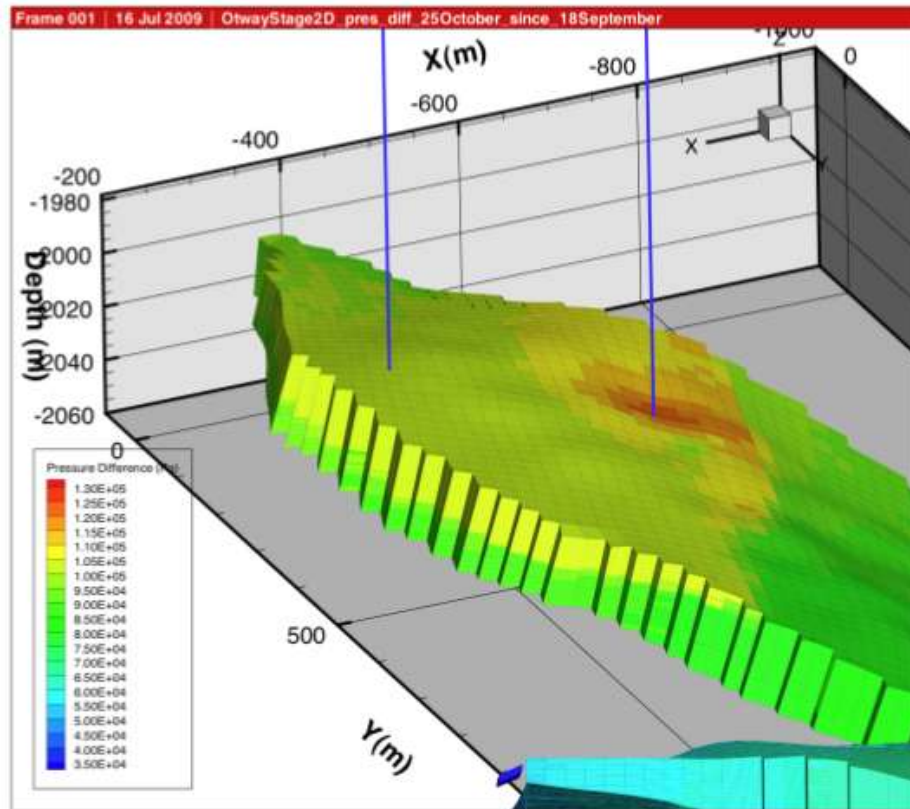 Frame 001 | 16 Jul 2009 | OtwayStage2D_pres_diff_25October_since_18September
X(m)
-1000
-800
-600
-400
-200
0
Z
X
Y
-1980
-2000
-2020
-2040
-2060
Depth (m)
0
500
Y(m)
Pressure Difference (Pa)
1.30E+05
1.25E+05
1.20E+05
1.15E+05
1.10E+05
1.05E+05
1.00E+05
9.50E+04
9.00E+04
8.50E+04
8.00E+04
7.50E+04
7.00E+04
6.50E+04
6.00E+04
5.50E+04
5.00E+04
4.50E+04
4.00E+04
3.50E+04